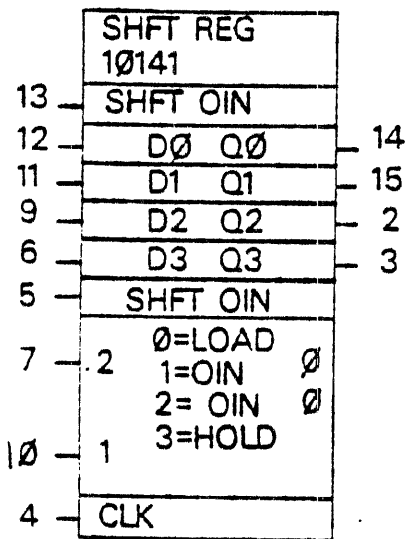 SHFT REG
1Ø141
13 SHFT OIN
12 DØ QØ 14
11 D1 Q1 15
9 D2 Q2 2
6 D3 Q3 3
5 SHFT OIN
Ø=LOAD
7 2 1=OIN Ø
2= OIN Ø
3=HOLD
1Ø 1
4 CLK